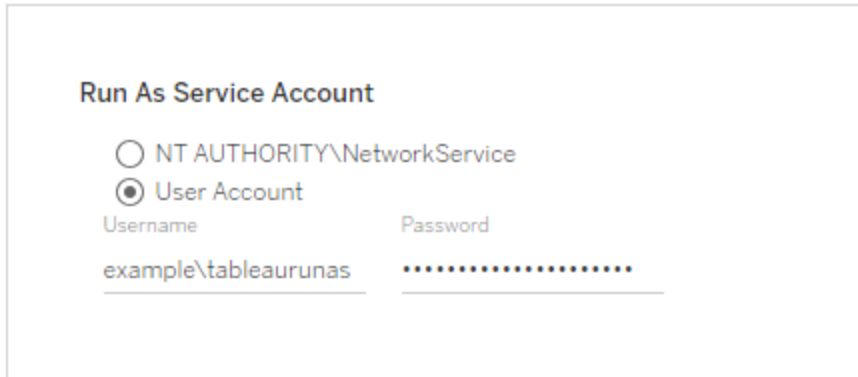 Run As Service Account
NT AUTHORITY\NetworkService
User Account
Username Password
example\tableaurunas •••••••••••••••••••••